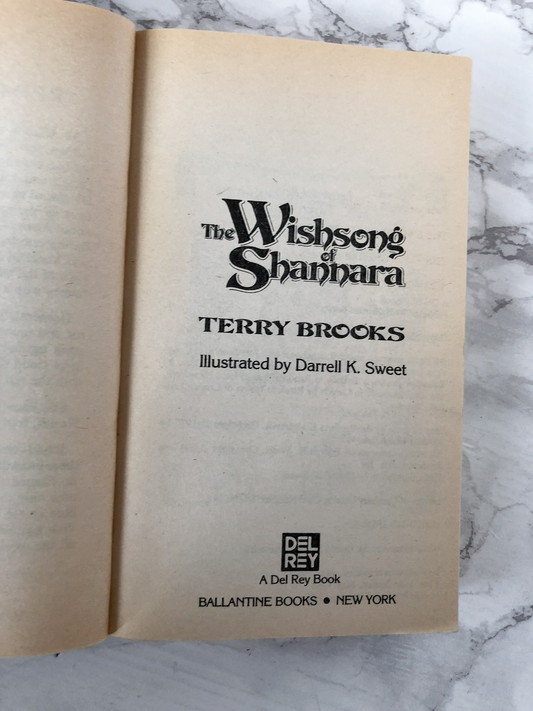 The Wishsong
of
Shannara
TERRY BROOKS
Illustrated by Darrell K. Sweet
DEL
REY
A Del Rey Book
BALLANTINE BOOKS ● NEW YORK